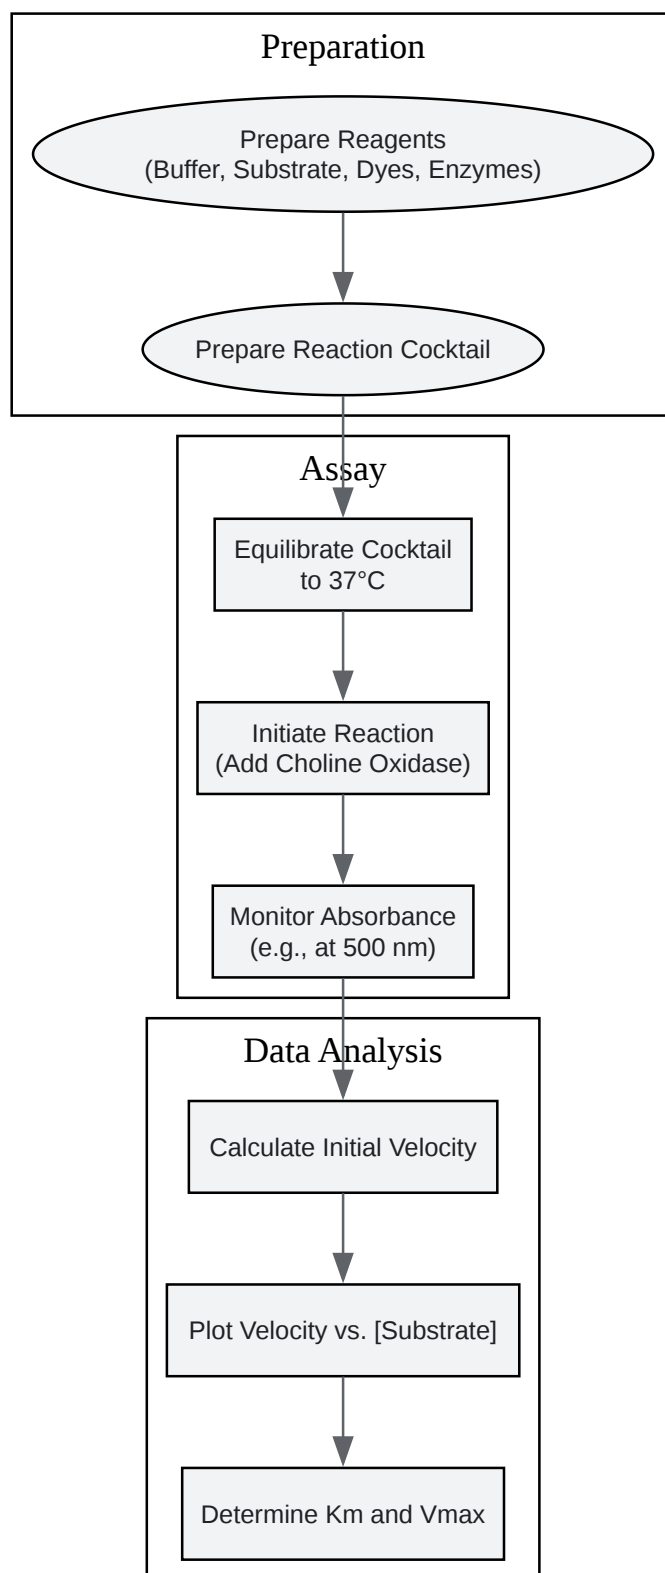 Preparation
Prepare Reagents
(Buffer, Substrate, Dyes, Enzymes)
Prepare Reaction Cocktail
Assay
Equilibrate Cocktail
to 37°C
Initiate Reaction
(Add Choline Oxidase)
Monitor Absorbance
(e.g., at 500 nm)
Data Analysis
Calculate Initial Velocity
Plot Velocity vs. [Substrate]
Determine Km and Vmax